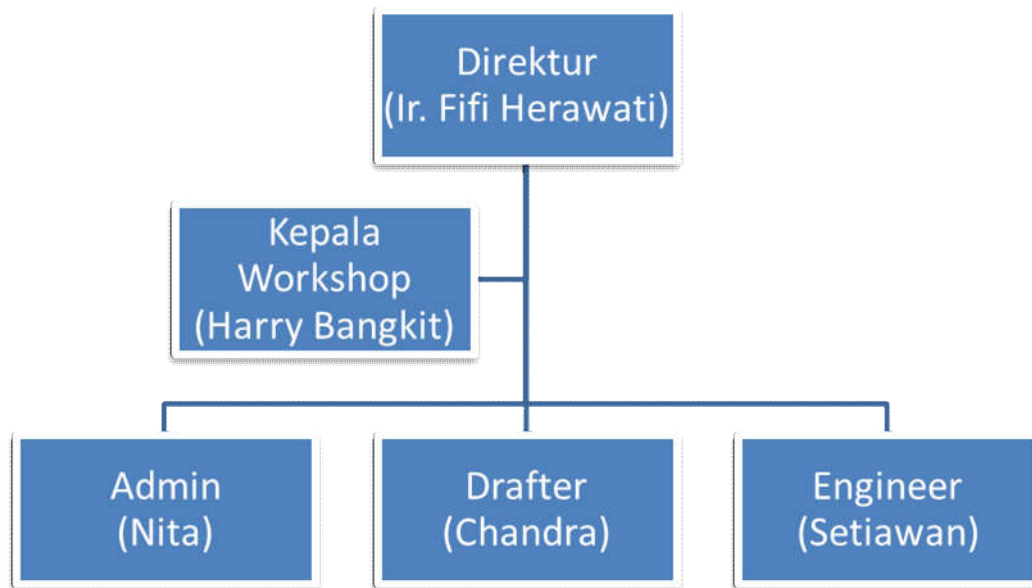 Direktur
(Ir. Fifi Herawati)
Kepala
Workshop
(Harry Bangkit)
Admin
(Nita)
Drafter
(Chandra)
Engineer
(Setiawan)